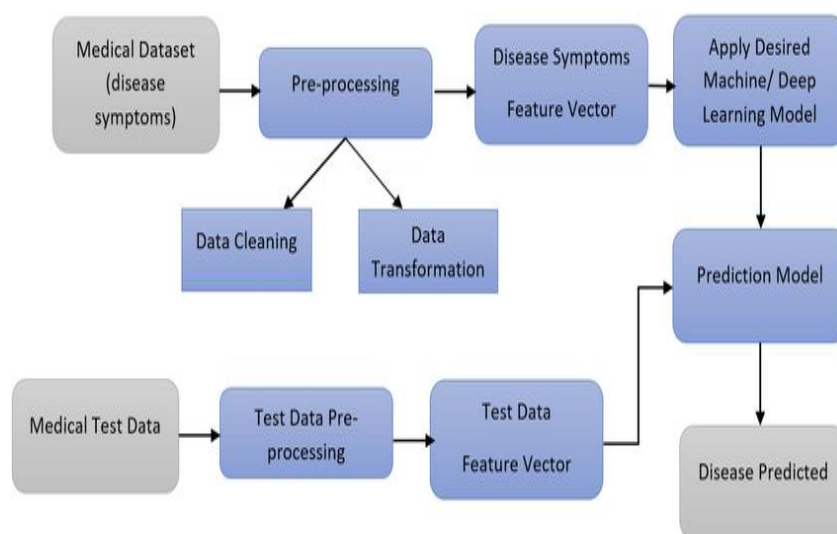 Medical Dataset
(disease
symptoms)
Pre-processing
Disease Symptoms
Feature Vector
Apply Desired
Machine/ Deep
Learning Model
Data Cleaning
Data
Transformation
Prediction Model
Medical Test Data
Test Data Pre-
processing
Test Data
Feature Vector
Disease Predicted